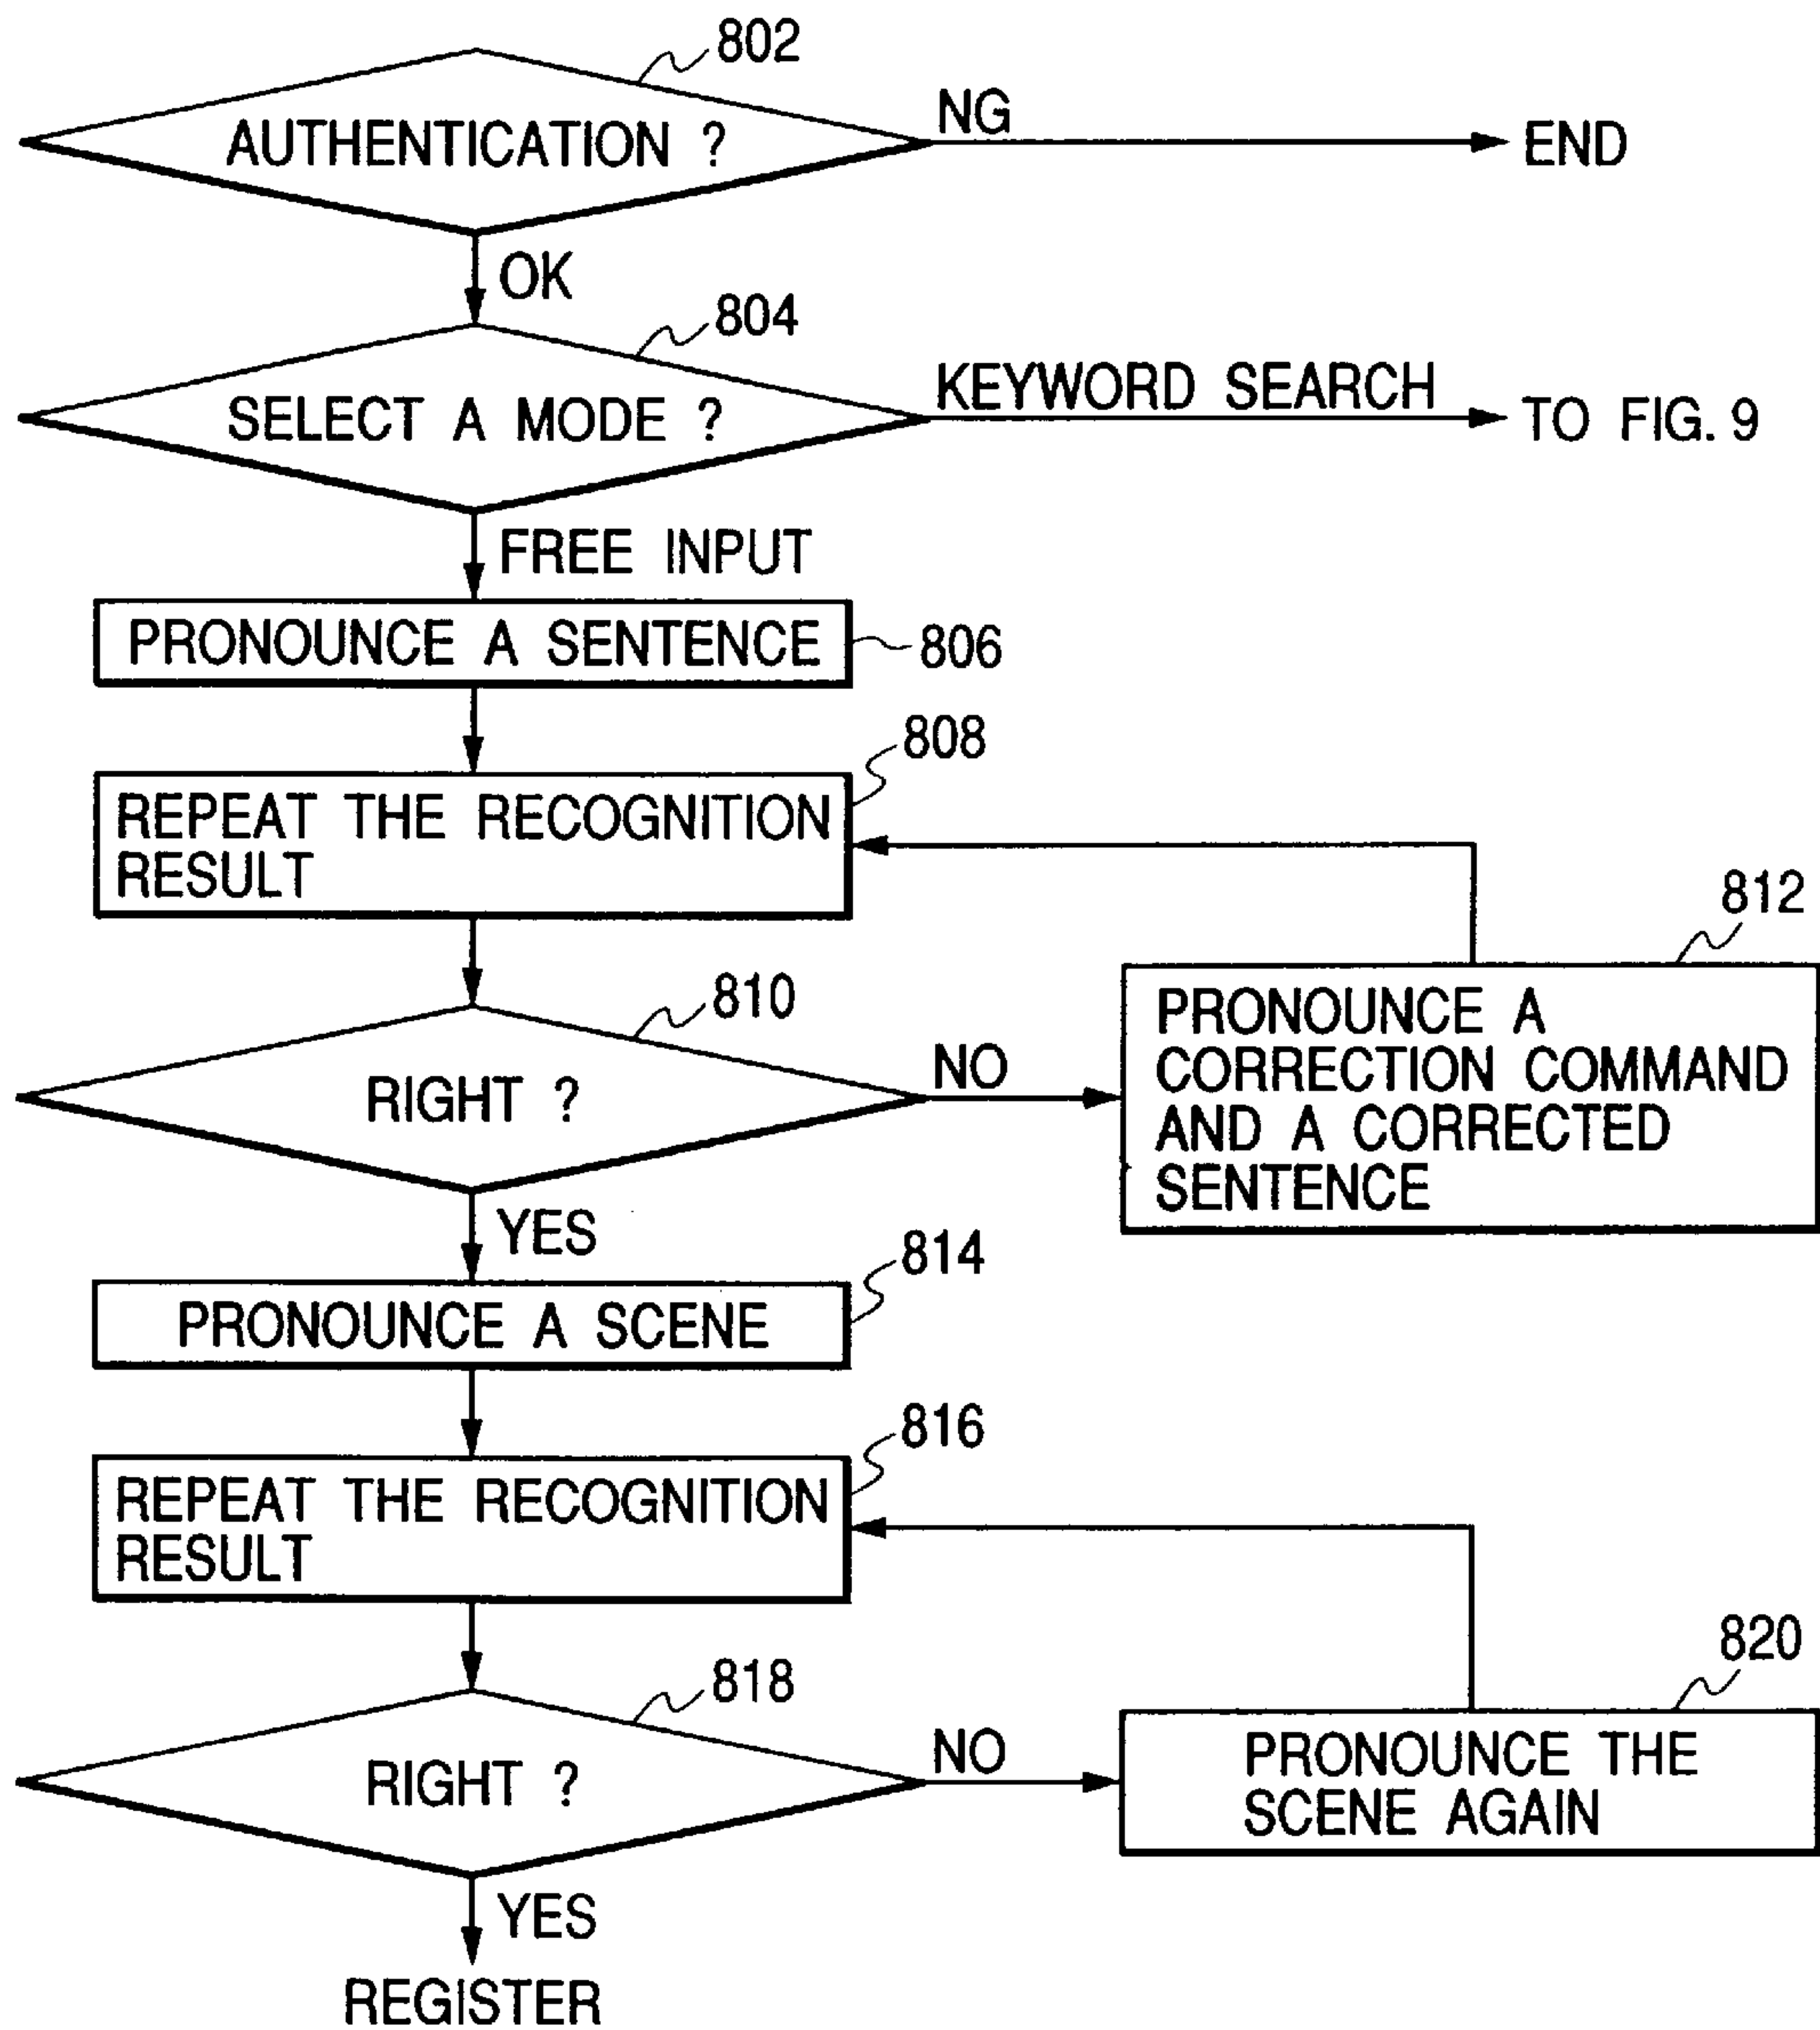 802
AUTHENTICATION ?
NG
END
OK
804
SELECT A MODE ?
KEYWORD SEARCH
TO FIG. 9
FREE INPUT
PRONOUNCE A SENTENCE
806
808
REPEAT THE RECOGNITION
RESULT
810
RIGHT ?
NO
812
PRONOUNCE A
CORRECTION COMMAND
AND A CORRECTED
SENTENCE
YES
814
PRONOUNCE A SCENE
816
REPEAT THE RECOGNITION
RESULT
818
RIGHT ?
NO
820
PRONOUNCE THE
SCENE AGAIN
YES
REGISTER